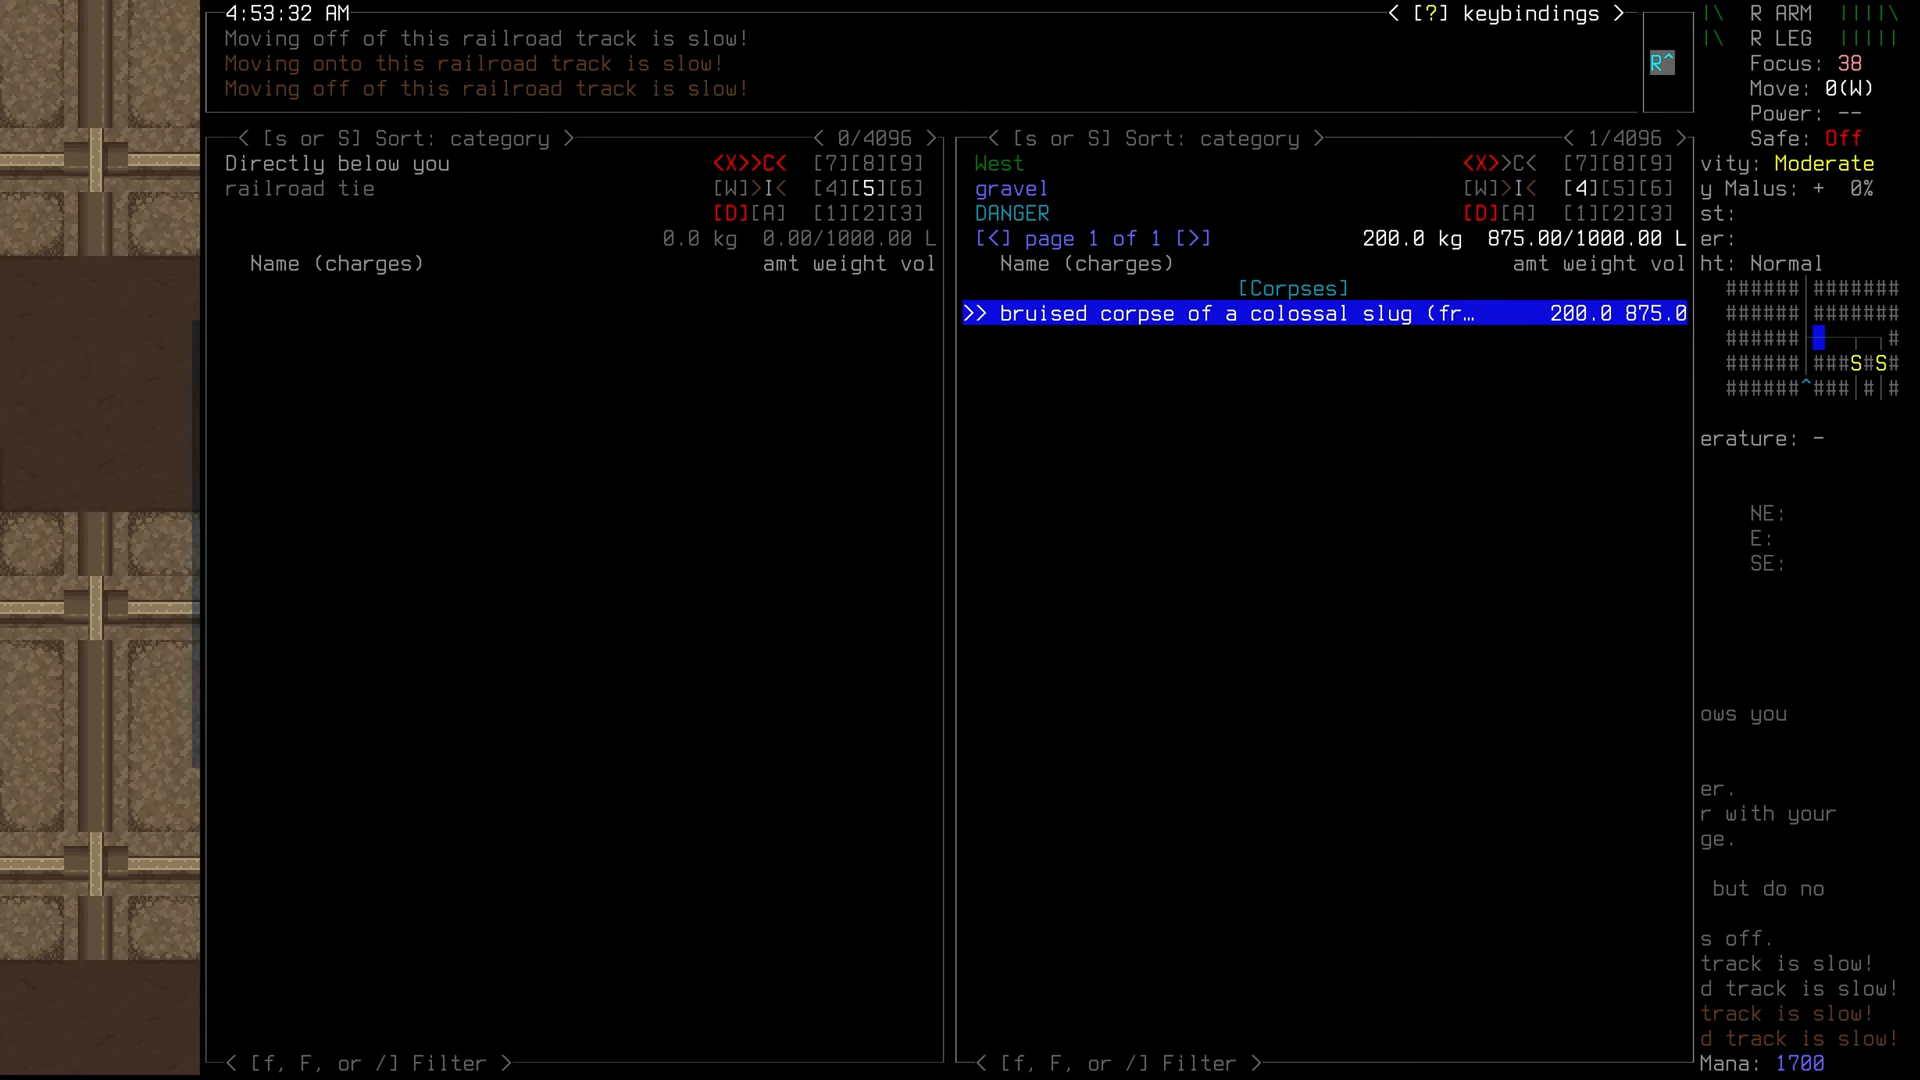 4:53:32 AM
< [?] keybindings >
Moving off of this railroad track is slow!
Moving onto this railroad track is slow!
Moving off of this railroad track is slow!
R^
|\ R ARM ||||\
|\ R LEG |||||
Focus: 38
Move: 0(W)
Power: --
Safe: Off
vity: Moderate
y Malus: + 0%
st:
er:
ht: Normal
< [s or S] Sort: category > < 0/4096 >
Directly below you <X>>C< [7][8][9]
railroad tie [W]>I< [4][5][6]
[D][A] [1][2][3]
0.0 kg 0.00/1000.00 L
Name (charges) amt weight vol
< [f, F, or /] Filter >
< [s or S] Sort: category > < 1/4096 >
West <X>>C< [7][8][9]
gravel [W]>I< [4][5][6]
DANGER [D][A] [1][2][3]
[<] page 1 of 1 [>] 200.0 kg 875.00/1000.00 L
Name (charges) amt weight vol
[Corpses]
>> bruised corpse of a colossal slug (fr… 200.0 875.0
< [f, F, or /] Filter >
######|#######
######|#######
######
#
######|###S#S#
######^###|#|#
erature: -
NE:
E:
SE:
ows you
er.
r with your
ge.
but do no
s off.
track is slow!
d track is slow!
track is slow!
d track is slow!
Mana: 1700